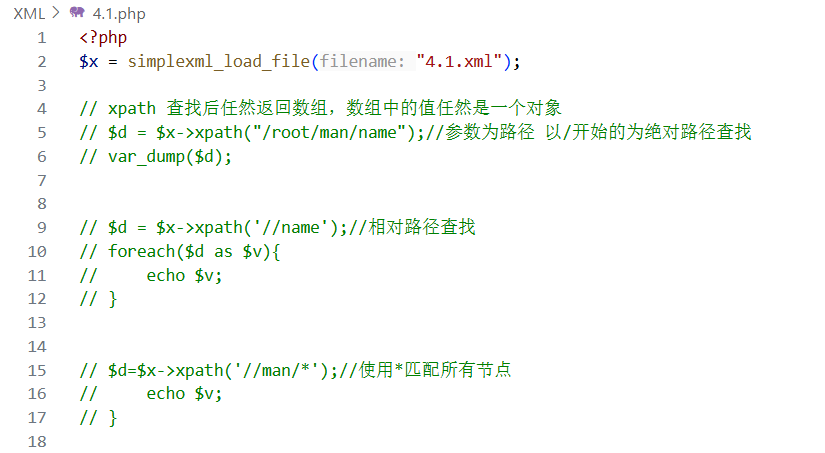 XML > 4.1.php
1 <?php
2 $x = simplexml_load_file(filename: "4.1.xml");
3
4 // xpath 查找后任然返回数组，数组中的值任然是一个对象
5 // $d = $x->xpath("/root/man/name");//参数为路径 以/开始的为绝对路径查找
6 // var_dump($d);
7
8
9 // $d = $x->xpath('//name');//相对路径查找
10 // foreach($d as $v){
11 //     echo $v;
12 // }
13
14
15 // $d=$x->xpath('//man/*');//使用*匹配所有节点
16 //     echo $v;
17 // }
18